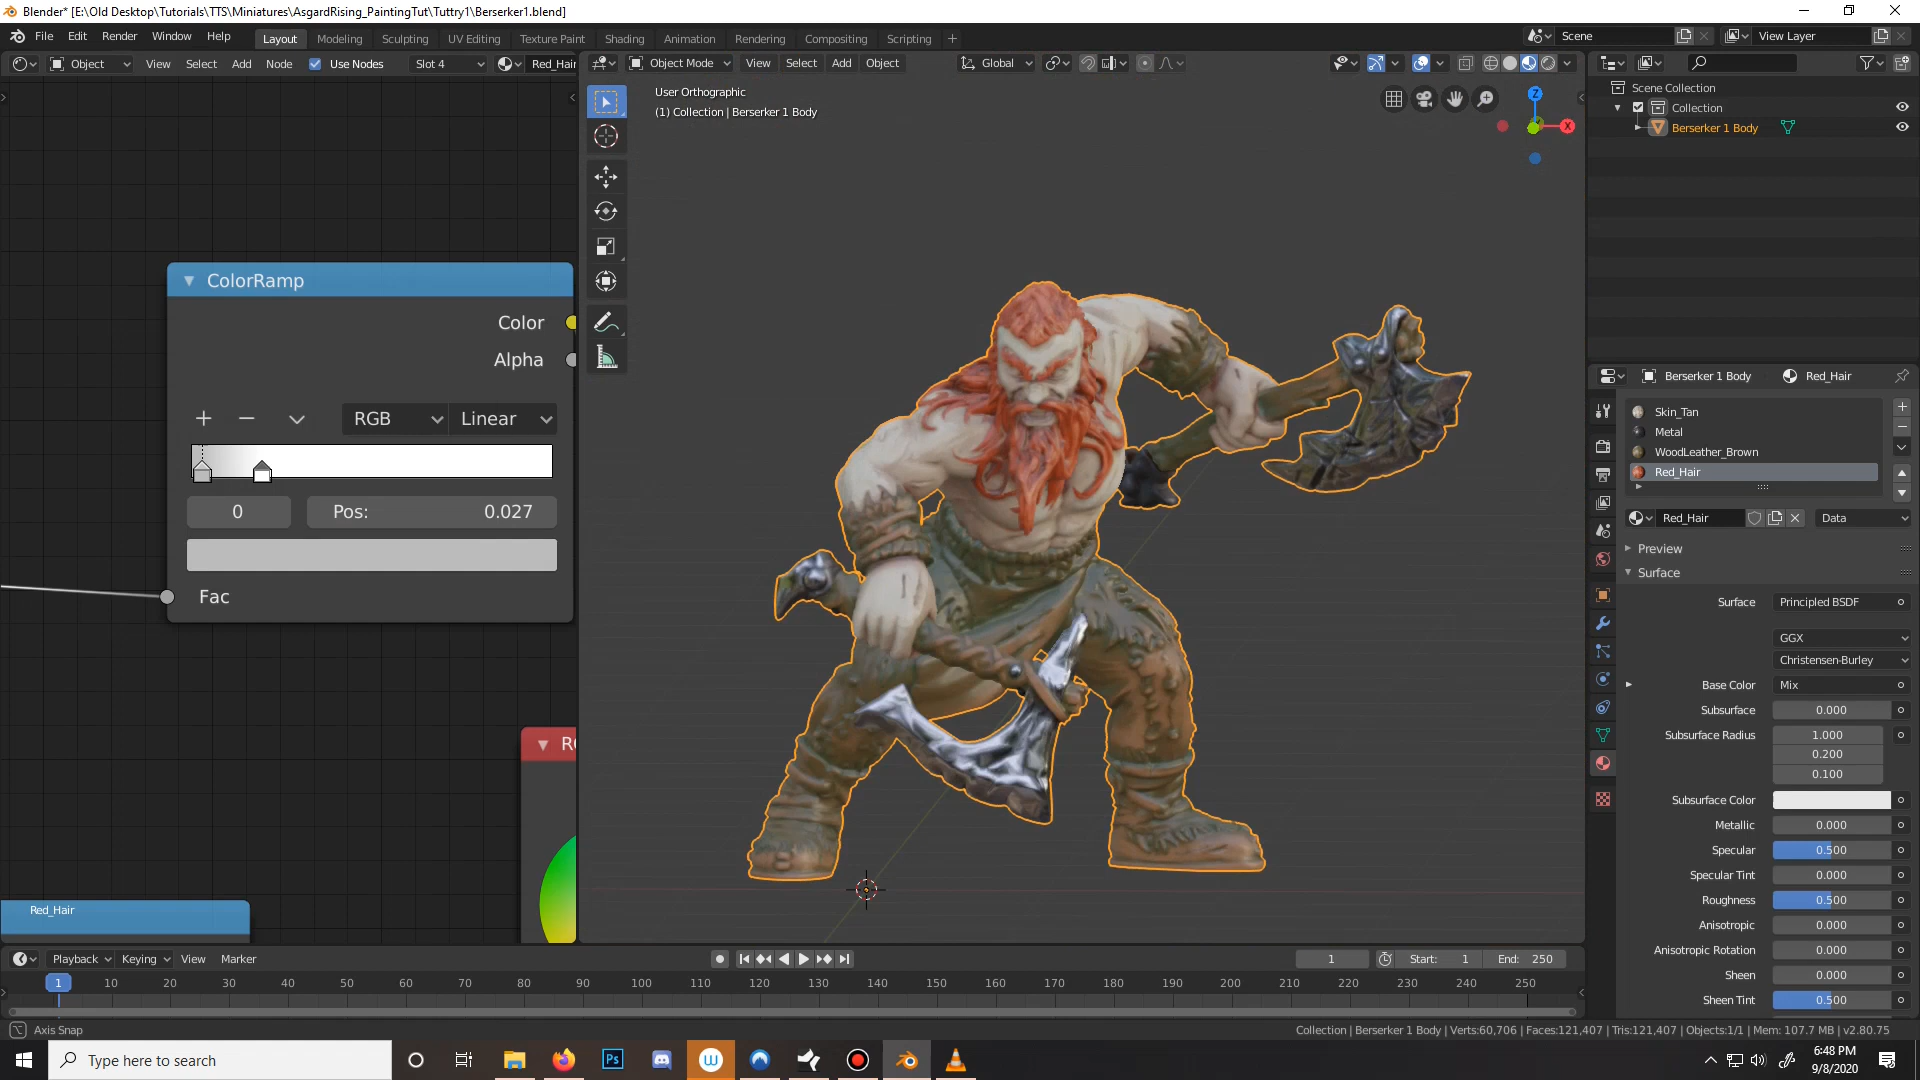 Blender* [E:\Old Desktop\Tutorials\TTS\Miniatures\AsgardRising_PaintingTut\Tuttry1\Berserker1.blend]
File Edit Render Window Help
Layout Modeling Sculpting UV Editing Texture Paint Shading Animation Rendering Compositing Scripting +
Scene
View Layer
Object View Select Add Node Use Nodes Slot 4 Red_Hair
Object Mode View Select Add Object Global
User Orthographic
(1) Collection | Berserker 1 Body
Z
X
Scene Collection
Collection
Berserker 1 Body
ColorRamp
Color
Alpha
RGB Linear
0 Pos: 0.027
Fac
Red_Hair
Berserker 1 Body Red_Hair
Skin_Tan
Metal
WoodLeather_Brown
Red_Hair
Red_Hair Data
Preview
Surface
Surface Principled BSDF
GGX
Christensen-Burley
Base Color Mix
Subsurface 0.000
Subsurface Radius 1.000
0.200
0.100
Subsurface Color
Metallic 0.000
Specular 0.500
Specular Tint 0.000
Roughness 0.500
Anisotropic 0.000
Anisotropic Rotation 0.000
Sheen 0.000
Sheen Tint 0.500
Playback Keying View Marker
1 Start: 1 End: 250
1 10 20 30 40 50 60 70 80 90 100 110 120 130 140 150 160 170 180 190 200 210 220 230 240 250
Axis Snap
Collection | Berserker 1 Body | Verts:60,706 | Faces:121,407 | Tris:121,407 | Objects:1/1 | Mem: 107.7 MB | v2.80.75
Type here to search
Ps
W
6:48 PM
9/8/2020